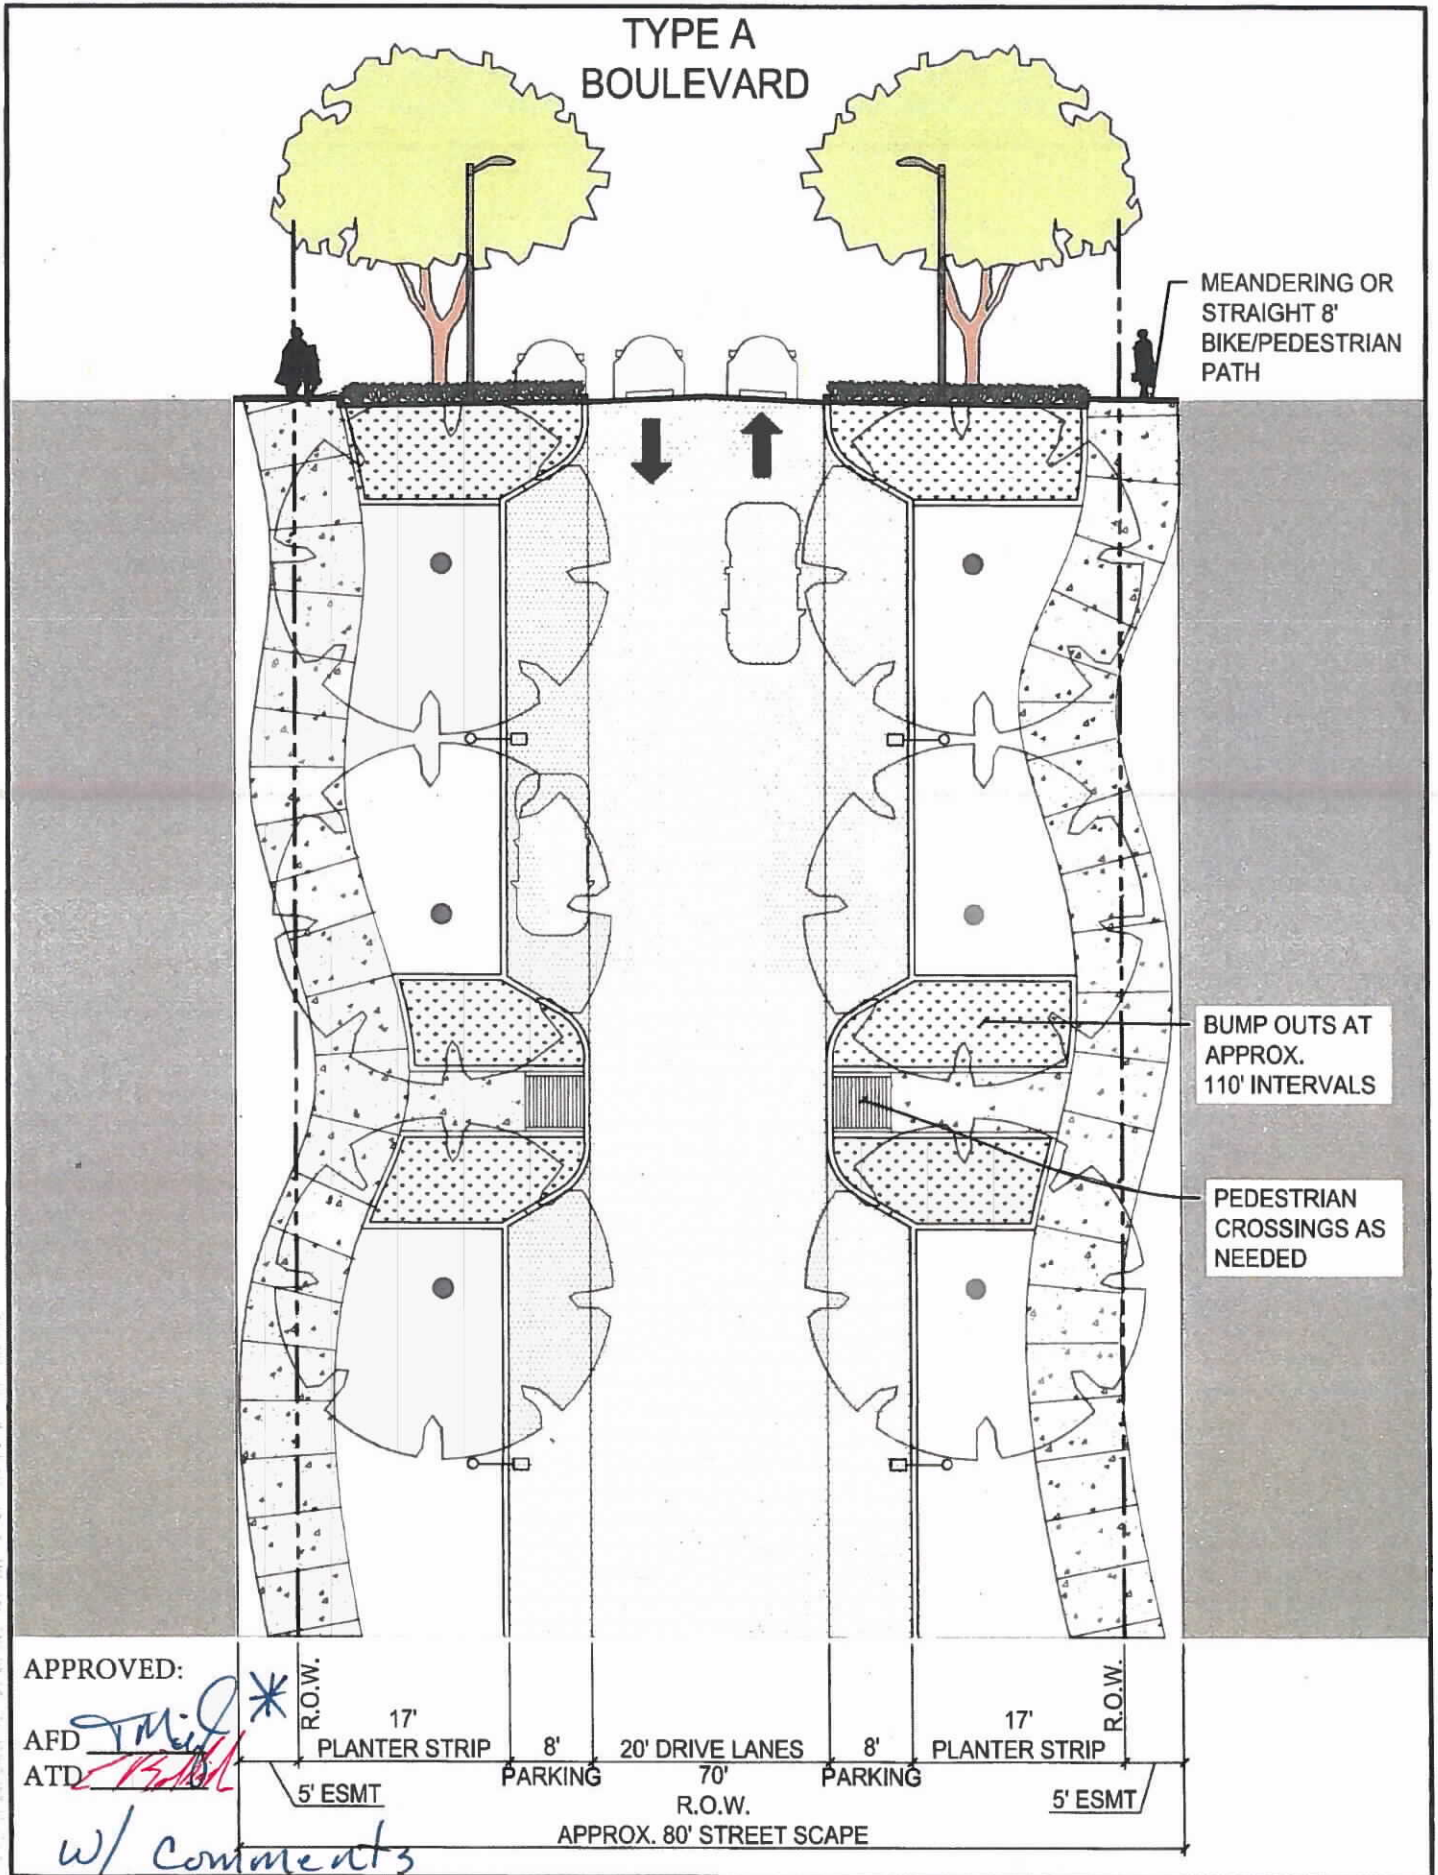 TYPE A
BOULEVARD
MEANDERING OR
STRAIGHT 8'
BIKE/PEDESTRIAN
PATH
BUMP OUTS AT
APPROX.
110' INTERVALS
PEDESTRIAN
CROSSINGS AS
NEEDED
APPROVED:
AFD
ATD
w/ comments
*
R.O.W.
17'
PLANTER STRIP
8'
PARKING
20' DRIVE LANES
70'
R.O.W.
8'
PARKING
17'
PLANTER STRIP
R.O.W.
5' ESMT
5' ESMT
APPROX. 80' STREET SCAPE